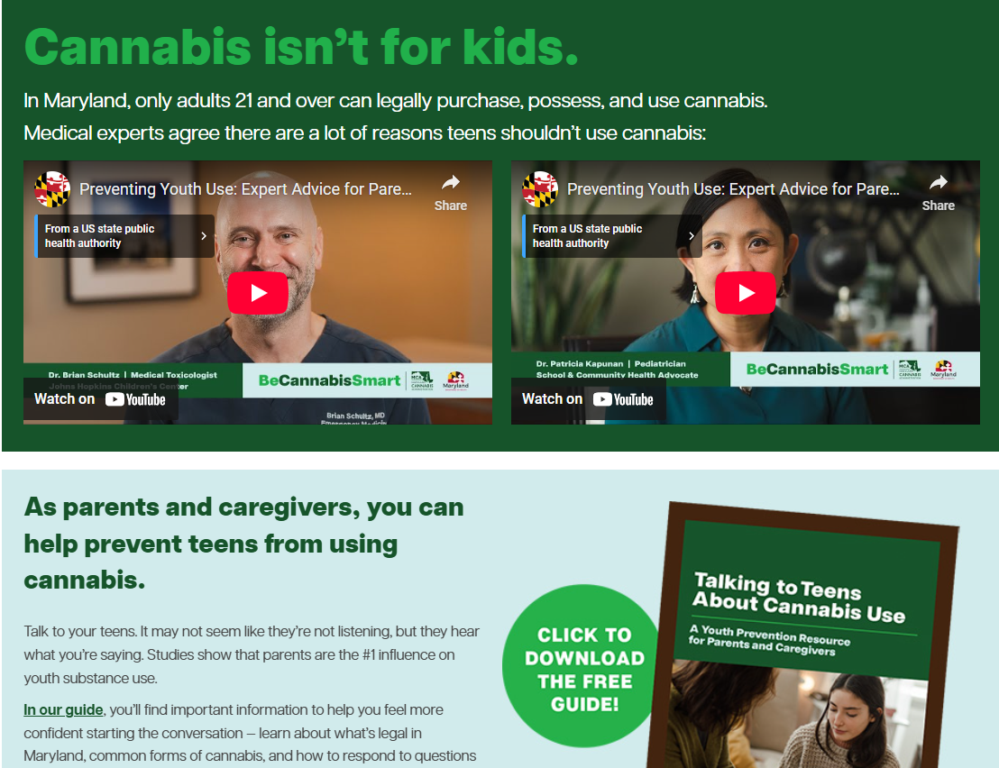 Cannabis isn't for kids.
In Maryland, only adults 21 and over can legally purchase, possess, and use cannabis.
Medical experts agree there are a lot of reasons teens shouldn't use cannabis:
Preventing Youth Use: Expert Advice for Pare...
Share
From a US state public
health authority
Dr. Brian Schultz | Medical Toxicologist
Johns Hopkins Children's Center
BeCannabisSmart
MCA
CANNABIS
Maryland
Watch on YouTube
Brian Schultz, MD
Emergency Medicine
Preventing Youth Use: Expert Advice for Pare...
Share
From a US state public
health authority
Dr. Patricia Kapunan | Pediatrician
School & Community Health Advocate
BeCannabisSmart
MCA
CANNABIS
Maryland
Watch on YouTube
As parents and caregivers, you can
help prevent teens from using
cannabis.
Talk to your teens. It may not seem like they're not listening, but they hear
what you're saying. Studies show that parents are the #1 influence on
youth substance use.
In our guide, you'll find important information to help you feel more
confident starting the conversation – learn about what's legal in
Maryland, common forms of cannabis, and how to respond to questions
CLICK TO
DOWNLOAD
THE FREE
GUIDE!
Talking to Teens
About Cannabis Use
A Youth Prevention Resource
for Parents and Caregivers